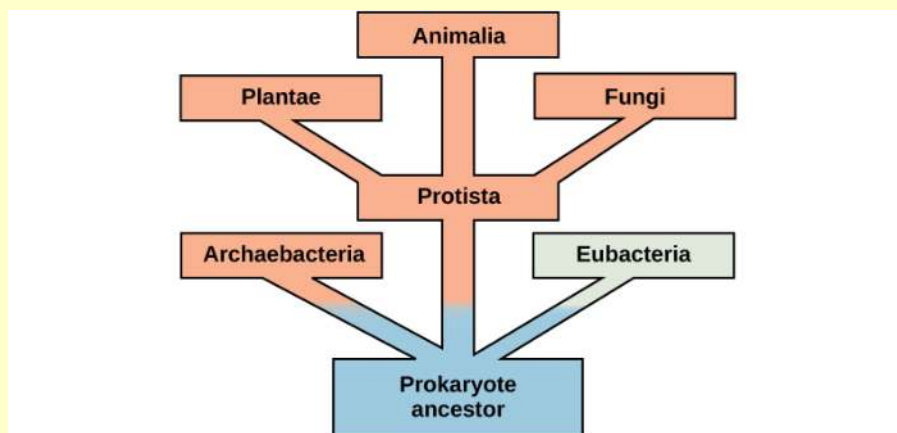 Animalia
Plantae
Fungi
Protista
Archaebacteria
Eubacteria
Prokaryote
ancestor